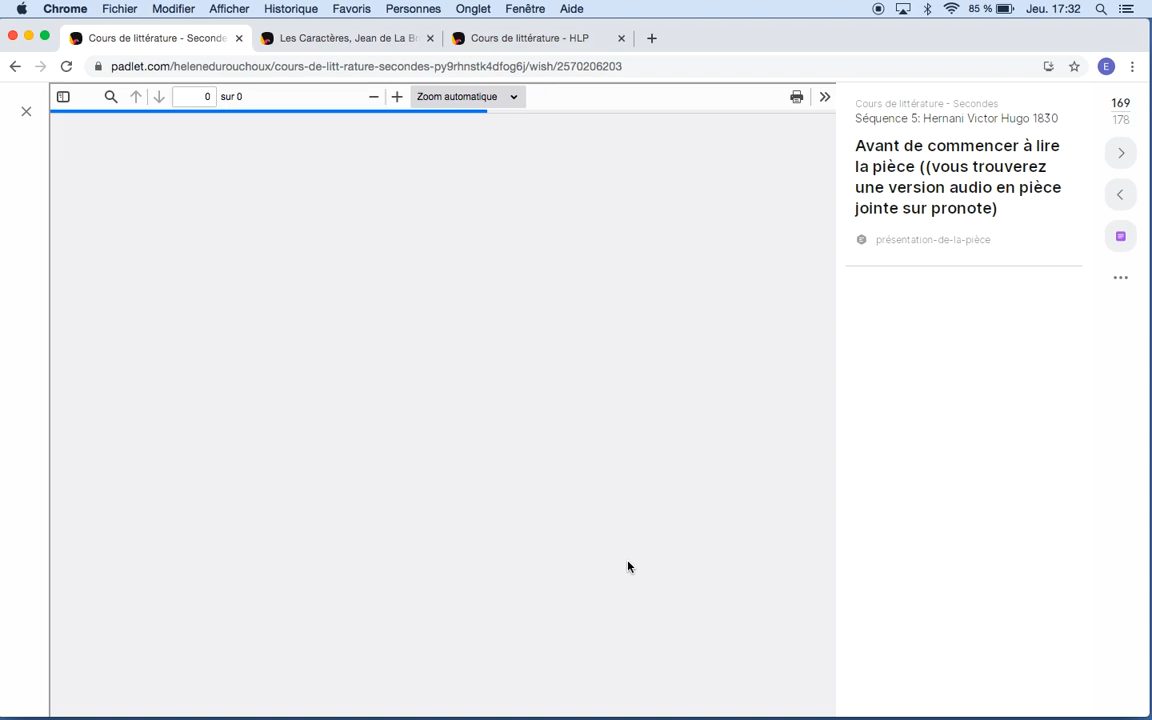 Chrome Fichier Modifier Afficher Historique Favoris Personnes Onglet Fenêtre Aide 85 % Jeu. 17:32
Cours de littérature - Seconde Les Caractères, Jean de La Br Cours de littérature - HLP
padlet.com/helenedurouchoux/cours-de-litt-rature-secondes-py9rhnstk4dfog6j/wish/2570206203 E
0 sur 0 Zoom automatique
Cours de littérature - Secondes
Séquence 5: Hernani Victor Hugo 1830
169
178
Avant de commencer à lire
la pièce ((vous trouverez
une version audio en pièce
jointe sur pronote)
présentation-de-la-pièce